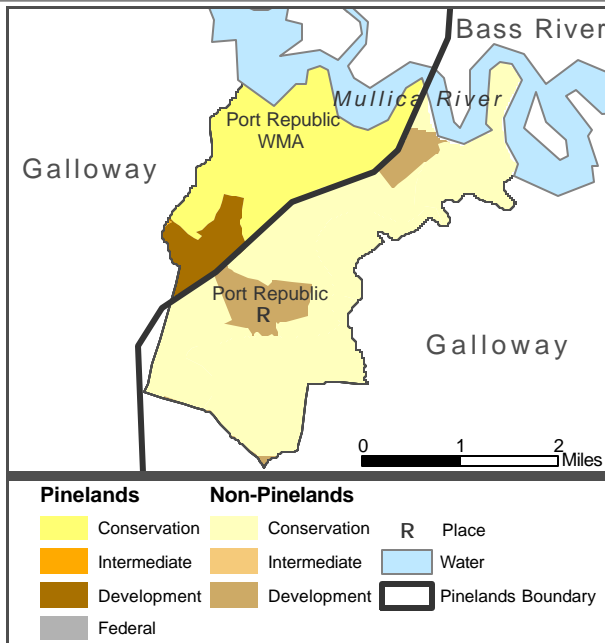 Bass River
Mullica River
Port Republic
WMA
Galloway
Port Republic
R
Galloway
0 1 2
Miles
Pinelands Non-Pinelands
Conservation Conservation R Place
Intermediate Intermediate Water
Development Development Pinelands Boundary
Federal